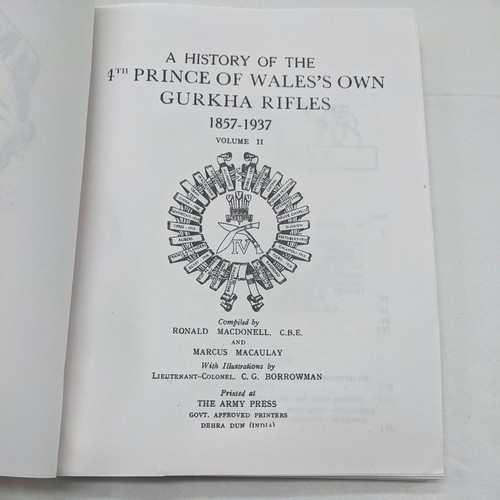 A HISTORY OF THE
4TH PRINCE OF WALES'S OWN
GURKHA RIFLES
1857-1937
VOLUME II
IV
Compiled by
RONALD MACDONELL, C.B.E.
AND
MARCUS MACAULAY
With Illustrations by
LIEUTENANT-COLONEL. C. G. BORROWMAN
Printed at
THE ARMY PRESS
GOVT. APPROVED PRINTERS
DEHRA DUN (INDIA)